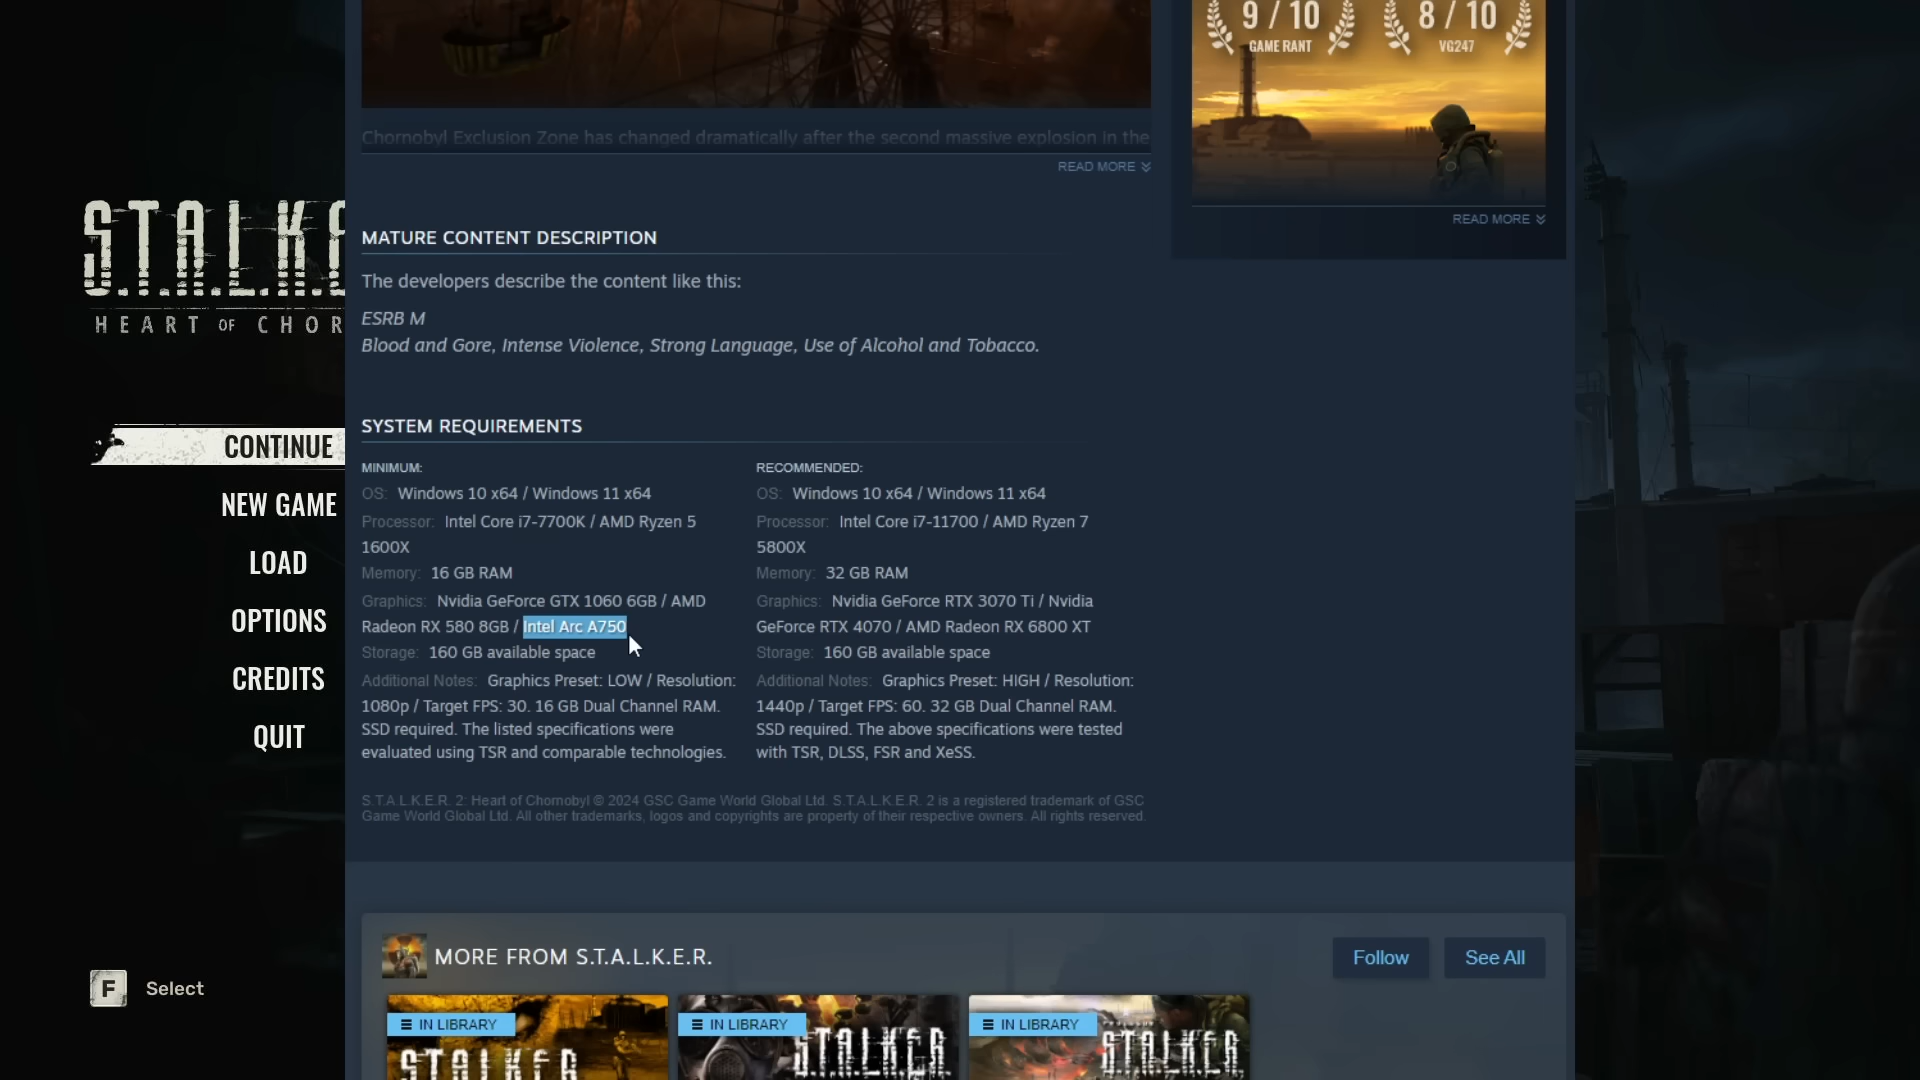 9 / 10
GAME RANT
8 / 10
VG247
Chornobyl Exclusion Zone has changed dramatically after the second massive explosion in the
READ MORE
READ MORE
S.T.A.L.K.E
HEART OF CHOR
CONTINUE
NEW GAME
LOAD
OPTIONS
CREDITS
QUIT
F Select
MATURE CONTENT DESCRIPTION
The developers describe the content like this:
ESRB M
Blood and Gore, Intense Violence, Strong Language, Use of Alcohol and Tobacco.
SYSTEM REQUIREMENTS
MINIMUM:
OS: Windows 10 x64 / Windows 11 x64
Processor: Intel Core i7-7700K / AMD Ryzen 5
1600X
Memory: 16 GB RAM
Graphics: Nvidia GeForce GTX 1060 6GB / AMD
Radeon RX 580 8GB / Intel Arc A750
Storage: 160 GB available space
Additional Notes: Graphics Preset: LOW / Resolution:
1080p / Target FPS: 30. 16 GB Dual Channel RAM.
SSD required. The listed specifications were
evaluated using TSR and comparable technologies.
RECOMMENDED:
OS: Windows 10 x64 / Windows 11 x64
Processor: Intel Core i7-11700 / AMD Ryzen 7
5800X
Memory: 32 GB RAM
Graphics: Nvidia GeForce RTX 3070 Ti / Nvidia
GeForce RTX 4070 / AMD Radeon RX 6800 XT
Storage: 160 GB available space
Additional Notes: Graphics Preset: HIGH / Resolution:
1440p / Target FPS: 60. 32 GB Dual Channel RAM.
SSD required. The above specifications were tested
with TSR, DLSS, FSR and XeSS.
S.T.A.L.K.E.R. 2: Heart of Chornobyl © 2024 GSC Game World Global Ltd. S.T.A.L.K.E.R. 2 is a registered trademark of GSC
Game World Global Ltd. All other trademarks, logos and copyrights are property of their respective owners. All rights reserved.
MORE FROM S.T.A.L.K.E.R.
Follow
See All
IN LIBRARY
IN LIBRARY
IN LIBRARY
S.T.A.L.K.E.R
S.T.A.L.K.E.R
S.T.A.L.K.E.R